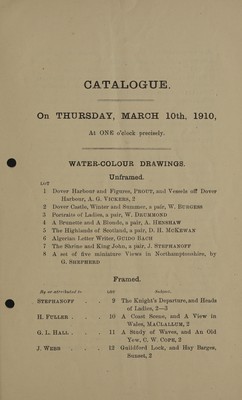 CATALOGUE.
On THURSDAY, MARCH 10th, 1910,
At ONE o'clock precisely.
WATER-COLOUR DRAWINGS.
Unframed.
LOT
1 Dover Harbour and Figures, PROUT, and Vessels off Dover
Harbour, A. G. VICKERS, 2
2 Dover Castle, Winter and Summer, a pair, W. BURGESS
3 Portraits of Ladies, a pair, W. DRUMMOND
4 A Brunette and A Blonde, a pair, A. HENSHAW
5 The Highlands of Scotland, a pair, D. H. MCKEWAN
6 Algerian Letter Writer, GUIDO BACH
7 The Shrine and King John, a pair, J. STEPHANOFF
8 A set of five miniature Views in Northamptonshire, by
G. SHEPHERD
Framed.
By or attributed to LOT Subject.
STEPHANOFF . . . 9 The Knight's Departure, and Heads
of Ladies, 2—3
H. FULLER . . . . 10 A Coast Scene, and A View in
Wales, MACCALLUM, 2
G. L. HALL . . . . 11 A Study of Waves, and An Old
Yew, C. W. COPE, 2
J. WEBB . . . . 12 Guildford Lock, and Hay Barges,
Sunset, 2